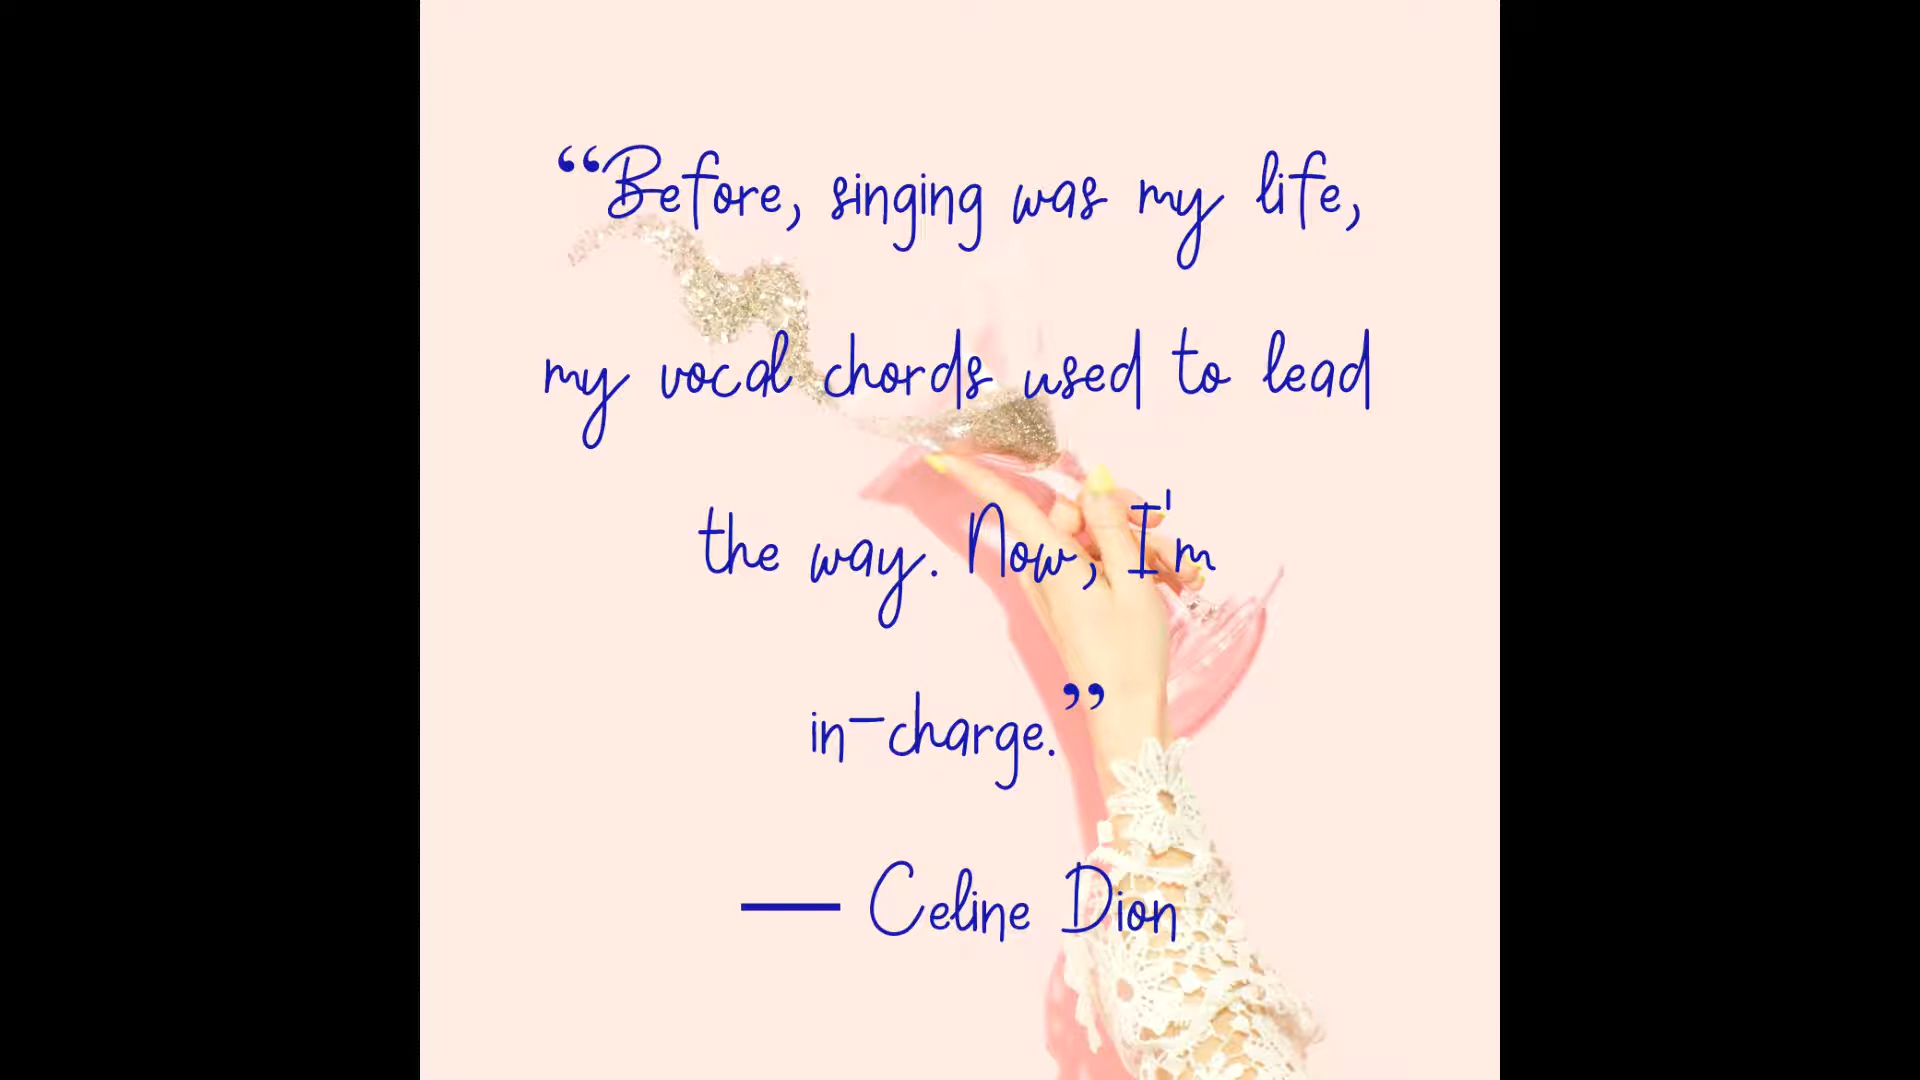 “Before, singing was my life,
my vocal chords used to lead
the way. Now, I'm
in-charge.”
— Celine Dion